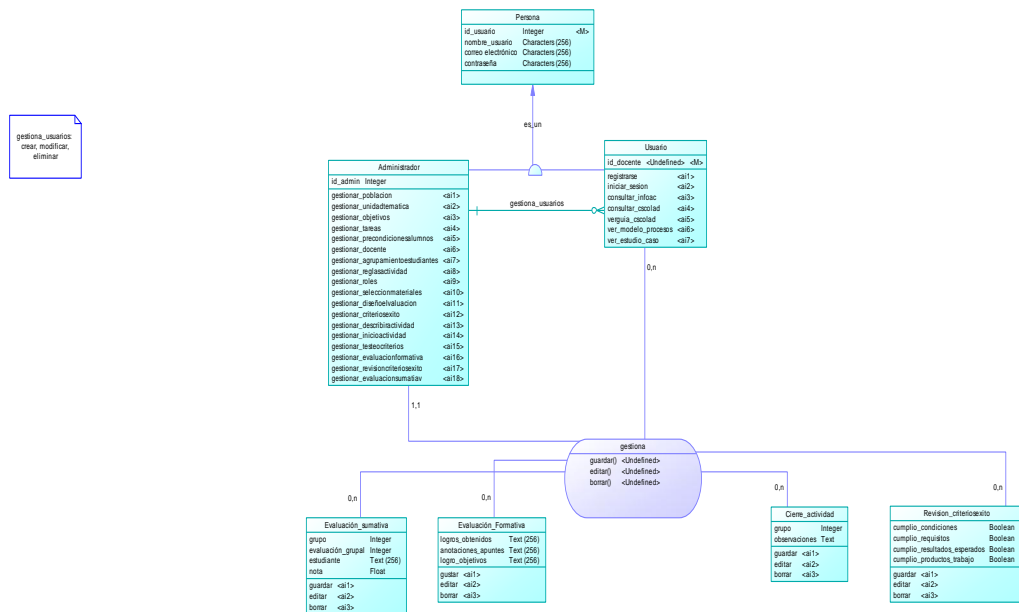 Persona
id_usuario Integer <M>
nombre_usuario Characters (256)
correo electrónico Characters (256)
contraseña Characters (256)
gestiona_usuarios:
crear, modificar,
eliminar
es_un
Administrador
id_admin Integer
gestionar_poblacion <ai1>
gestionar_unidadtematica <ai2>
gestionar_objetivos <ai3>
gestionar_tareas <ai4>
gestionar_precondicionesalumnos <ai5>
gestionar_docente <ai6>
gestionar_agrupamientoestudiantes <ai7>
gestionar_reglasactividad <ai8>
gestionar_roles <ai9>
gestionar_seleccionmateriales <ai10>
gestionar_diseñoelvaluacion <ai11>
gestionar_criteriosexito <ai12>
gestionar_describiractividad <ai13>
gestionar_inicioactividad <ai14>
gestionar_testeocriterios <ai15>
gestionar_evaluacionformativa <ai16>
gestionar_revisioncriteriosexito <ai17>
gestionar_evaluacionsumatiav <ai18>
gestiona_usuarios
Usuario
id_docente <Undefined> <M>
registrarse <ai1>
iniciar_sesion <ai2>
consultar_infoac <ai3>
consultar_cscolad <ai4>
verguia_cscolad <ai5>
ver_modelo_procesos <ai6>
ver_estudio_caso <ai7>
0,n
1,1
gestiona
guardar() <Undefined>
editar() <Undefined>
borrar() <Undefined>
0,n
0,n
0,n
0,n
Evaluación_sumativa
grupo Integer
evaluación_grupal Integer
estudiante Text (256)
nota Float
guardar <ai1>
editar <ai2>
borrar <ai3>
Evaluación_Formativa
logros_obtenidos Text (256)
anotaciones_apuntes Text (256)
logro_objetivos Text (256)
gustar <ai1>
editar <ai2>
borrar <ai3>
Cierre_actividad
grupo Integer
observaciones Text
guardar <ai1>
editar <ai2>
borrar <ai3>
Revision_criteriosexito
cumplio_condiciones Boolean
cumplio_requisitos Boolean
cumplio_resultados_esperados Boolean
cumplio_productos_trabajo Boolean
guardar <ai1>
editar <ai2>
borrar <ai3>